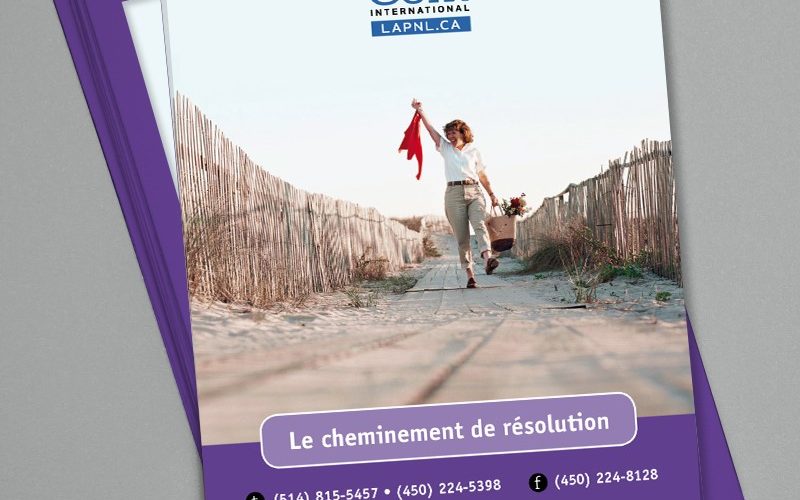 INTERNATIONAL
LAPNL.CA
Le cheminement de résolution
t (514) 815-5457 • (450) 224-5398 f (450) 224-8128